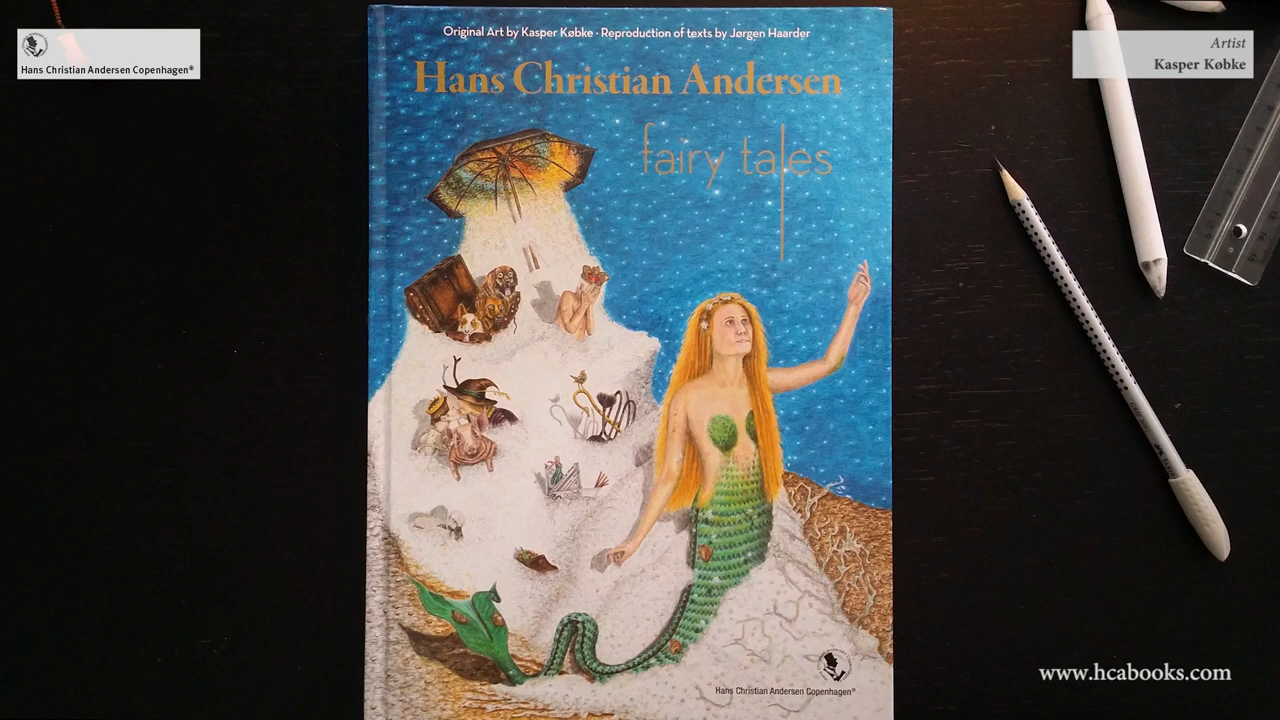 Hans Christian Andersen Copenhagen®
Artist
Kasper Købke
Original Art by Kasper Købke · Reproduction of texts by Jørgen Haarder
Hans Christian Andersen
fairy tales
Hans Christian Andersen Copenhagen®
www.hcabooks.com